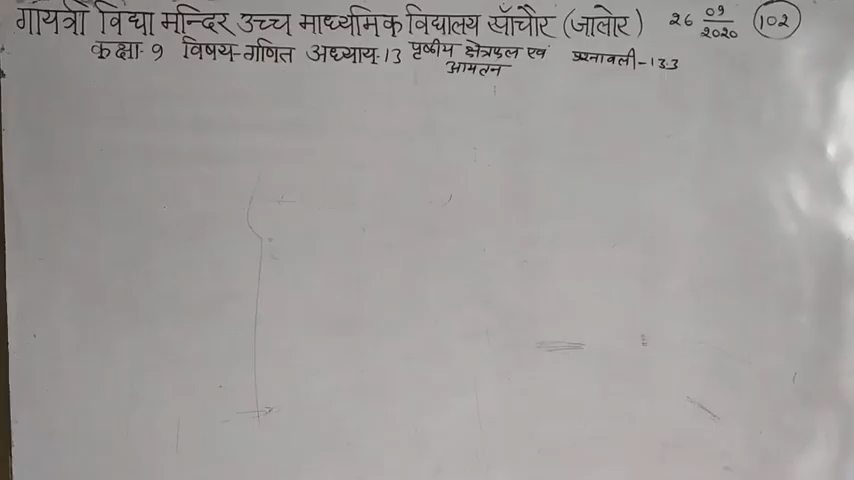 गायत्री विद्या मन्दिर उच्च माध्यमिक विद्यालय साँचौर (जालोर) 26 09/2020 (102)
कक्षा-9 विषय-गणित अध्याय-13 पृष्ठीय क्षेत्रफल एवं आयतन प्रश्नावली-13.3